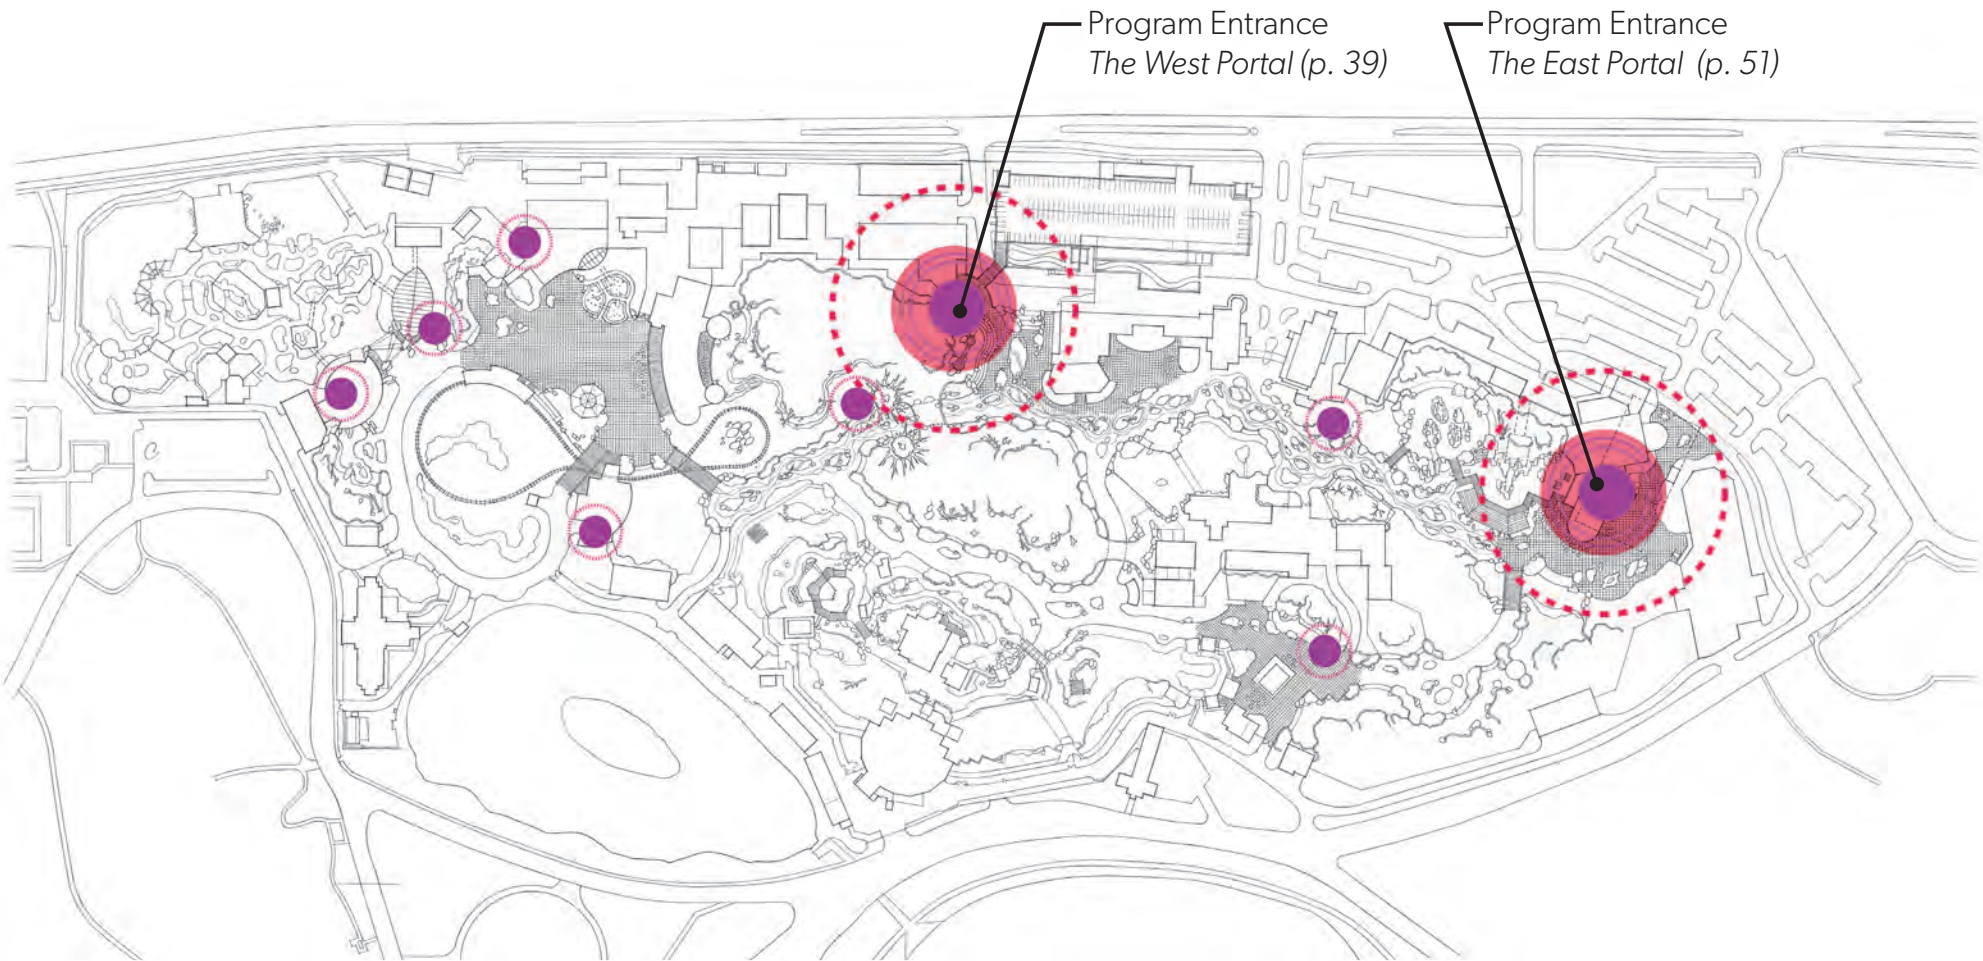 Program Entrance
The West Portal (p. 39)
Program Entrance
The East Portal (p. 51)